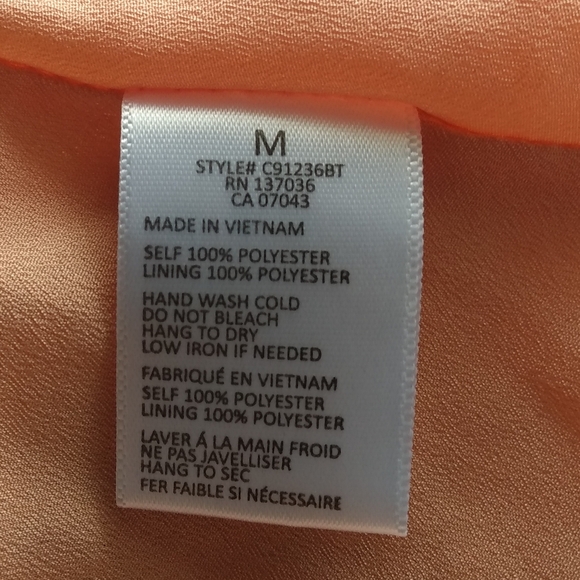 M
STYLE# C91236BT
RN 137036
CA 07043
MADE IN VIETNAM
SELF 100% POLYESTER
LINING 100% POLYESTER
HAND WASH COLD
DO NOT BLEACH
HANG TO DRY
LOW IRON IF NEEDED
FABRIQUÉ EN VIETNAM
SELF 100% POLYESTER
LINING 100% POLYESTER
LAVER Á LA MAIN FROID
NE PAS JAVELLISER
HANG TO SEC
FER FAIBLE SI NÉCESSAIRE